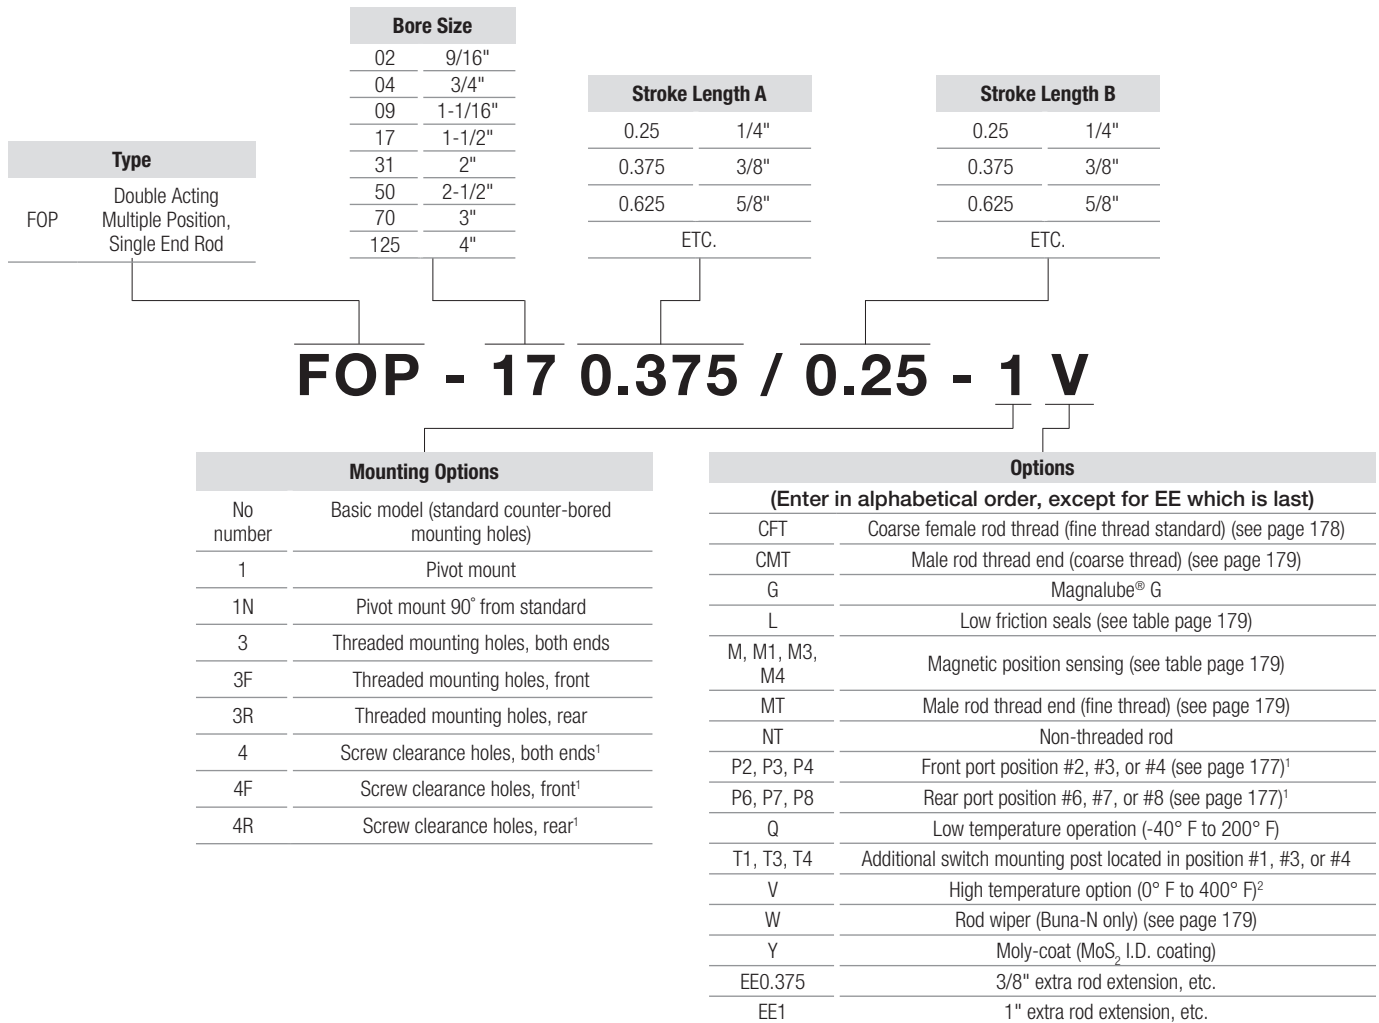 Bore Size
02 9/16"
04 3/4"
09 1-1/16"
17 1-1/2"
31 2"
50 2-1/2"
70 3"
125 4"
Stroke Length A
0.25 1/4"
0.375 3/8"
0.625 5/8"
ETC.
Stroke Length B
0.25 1/4"
0.375 3/8"
0.625 5/8"
ETC.
Type
FOP
Double Acting
Multiple Position,
Single End Rod
FOP - 17 0.375 / 0.25 - 1 V
Mounting Options
No
number
Basic model (standard counter-bored
mounting holes)
1 Pivot mount
1N Pivot mount 90° from standard
3 Threaded mounting holes, both ends
3F Threaded mounting holes, front
3R Threaded mounting holes, rear
4 Screw clearance holes, both ends¹
4F Screw clearance holes, front¹
4R Screw clearance holes, rear¹
Options
(Enter in alphabetical order, except for EE which is last)
CFT Coarse female rod thread (fine thread standard) (see page 178)
CMT Male rod thread end (coarse thread) (see page 179)
G Magnalube® G
L Low friction seals (see table page 179)
M, M1, M3,
M4
Magnetic position sensing (see table page 179)
MT Male rod thread end (fine thread) (see page 179)
NT Non-threaded rod
P2, P3, P4 Front port position #2, #3, or #4 (see page 177)¹
P6, P7, P8 Rear port position #6, #7, or #8 (see page 177)¹
Q Low temperature operation (-40° F to 200° F)
T1, T3, T4 Additional switch mounting post located in position #1, #3, or #4
V High temperature option (0° F to 400° F)²
W Rod wiper (Buna-N only) (see page 179)
Y Moly-coat (MoS₂ I.D. coating)
EE0.375 3/8" extra rod extension, etc.
EE1 1" extra rod extension, etc.